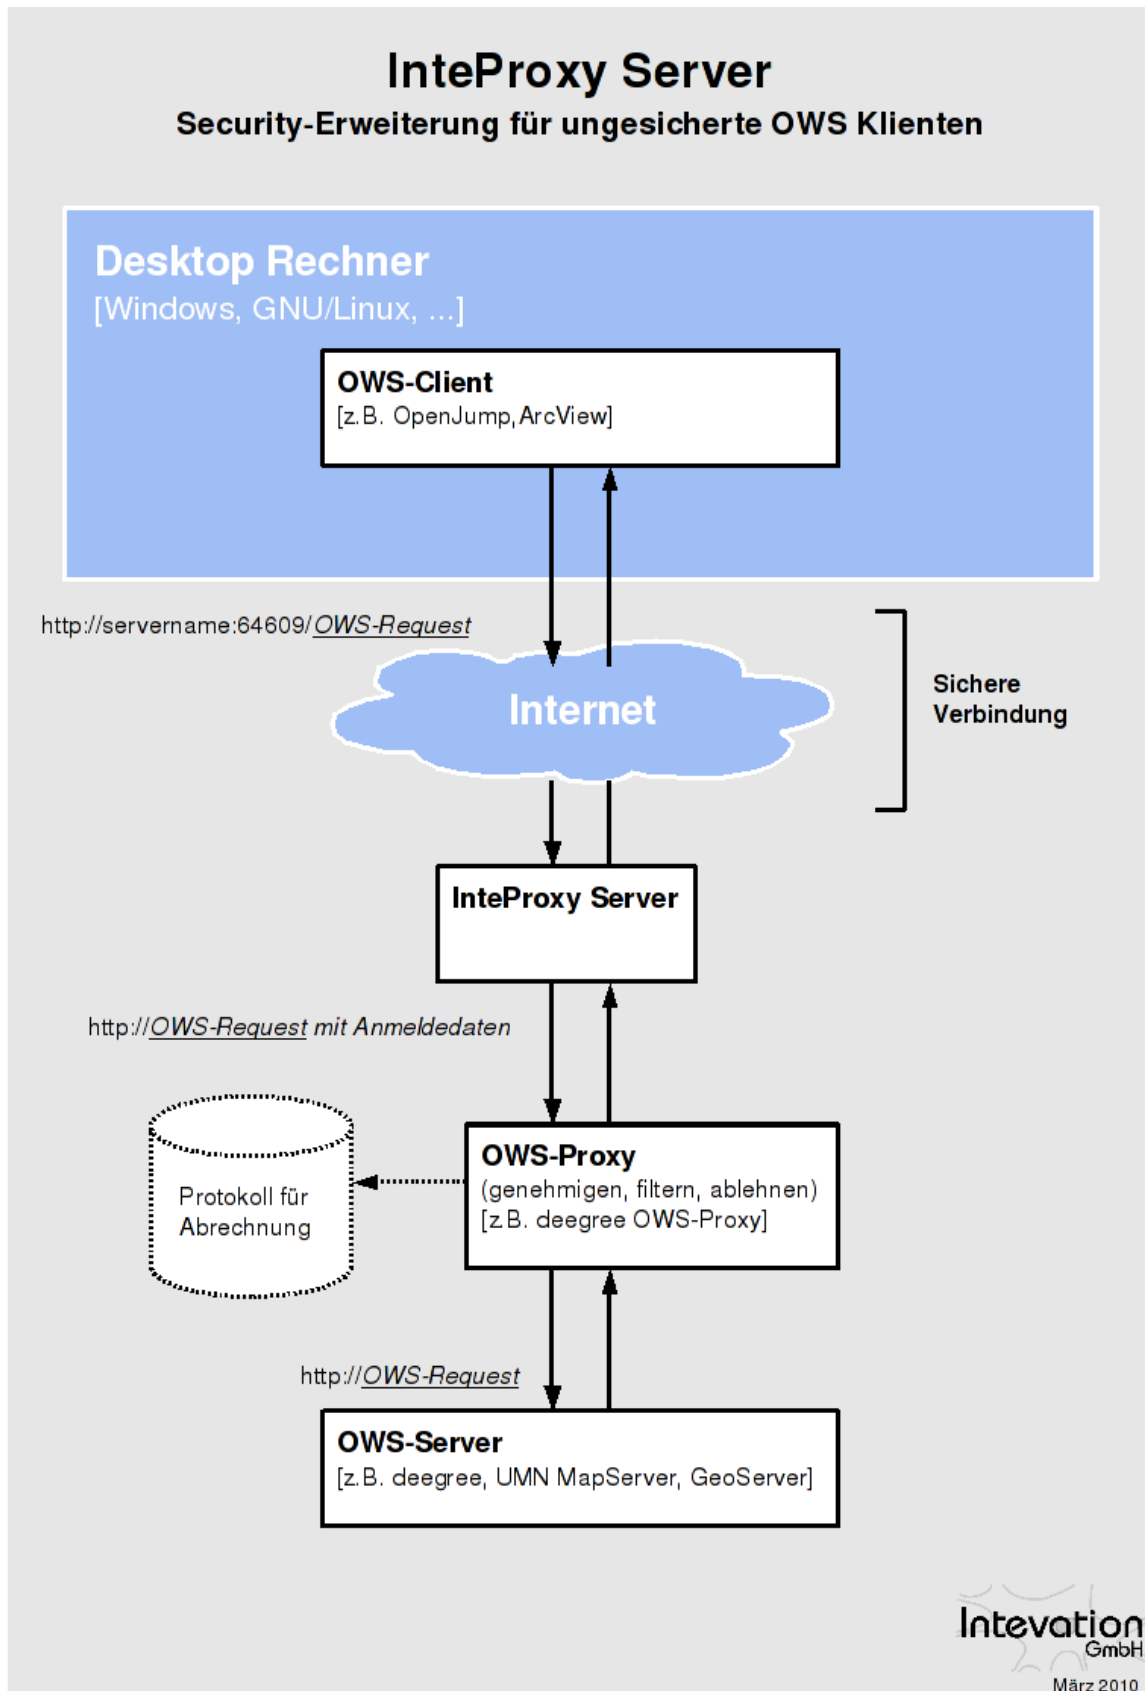 InteProxy Server
Security-Erweiterung für ungesicherte OWS Klienten
Desktop Rechner
[Windows, GNU/Linux, ...]
OWS-Client
[z.B. OpenJump,ArcView]
http://servername:64609/OWS-Request
Internet
Sichere
Verbindung
InteProxy Server
http://OWS-Request mit Anmeldedaten
OWS-Proxy
(genehmigen, filtern, ablehnen)
[z.B. deegree OWS-Proxy]
Protokoll für
Abrechnung
http://OWS-Request
OWS-Server
[z.B. deegree, UMN MapServer, GeoServer]
Intevation
GmbH
März 2010